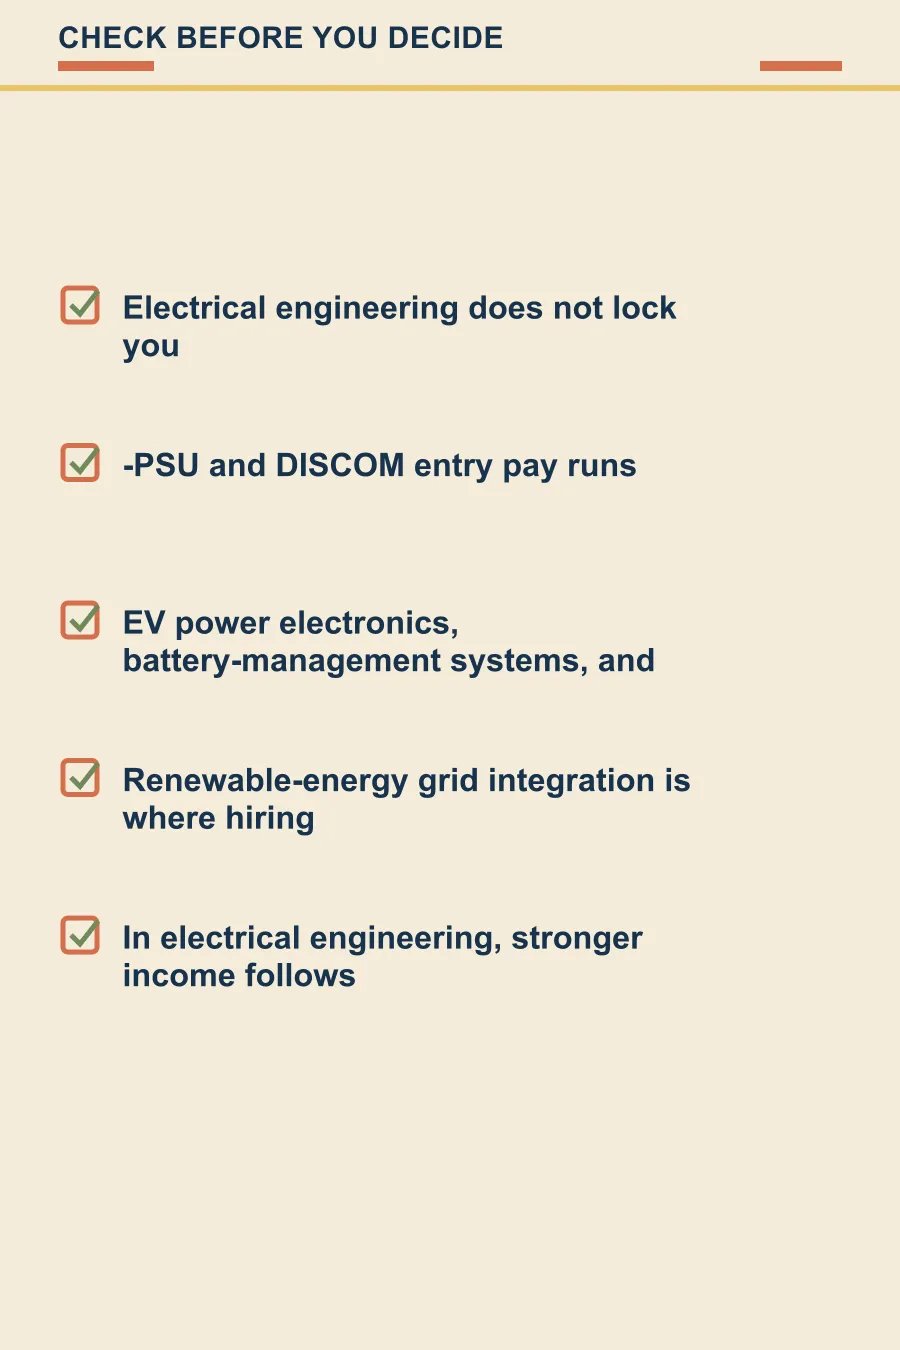 CHECK BEFORE YOU DECIDE
Electrical engineering does not lock
you
-PSU and DISCOM entry pay runs
EV power electronics,
battery-management systems, and
Renewable-energy grid integration is
where hiring
In electrical engineering, stronger
income follows